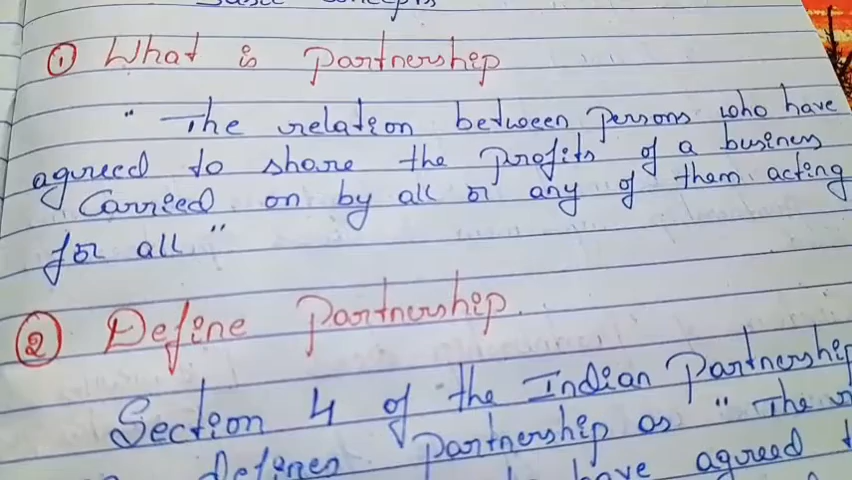 Basic Concepts
① What is Partnership
" The relation between persons who have
agreed to share the profits of a business
Carried on by all or any of them acting
for all "
② Define Partnership.
Section 4 of the Indian Partnership
Defines Partnership as " The
have agreed